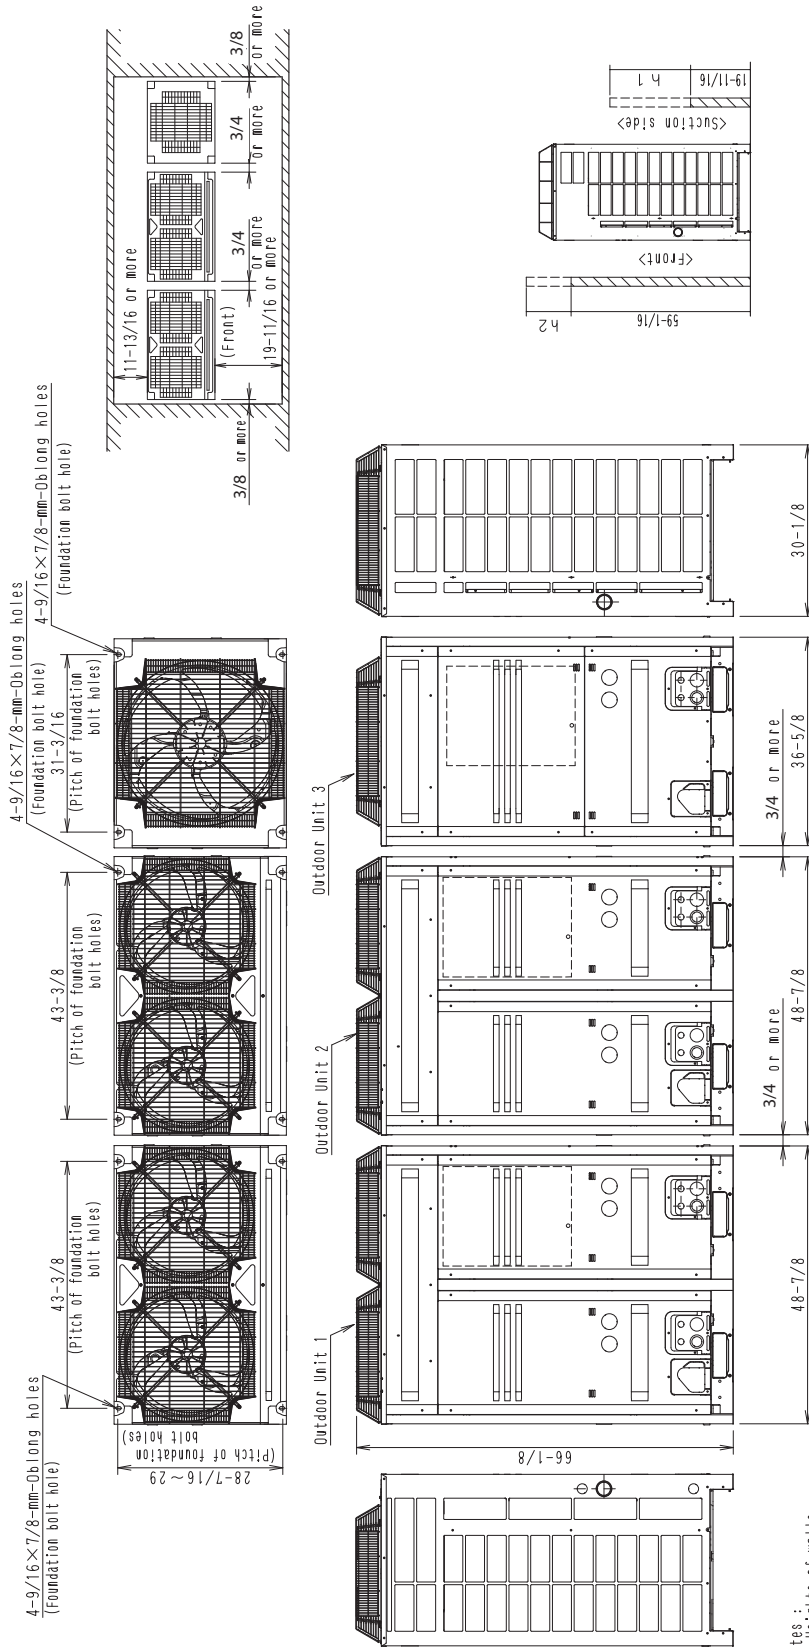 4-9/16×7/8-mm-Oblong holes
(Foundation bolt hole)
43-3/8
(Pitch of foundation
bolt holes)
28-7/16~29
(Pitch of foundation
bolt holes)
43-3/8
(Pitch of foundation
bolt holes)
4-9/16×7/8-mm-Oblong holes
(Foundation bolt hole)
31-3/16
(Pitch of foundation
bolt holes)
4-9/16×7/8-mm-Oblong holes
(Foundation bolt hole)
Outdoor Unit 1
Outdoor Unit 2
Outdoor Unit 3
66-1/8
48-7/8
3/4 or more
48-7/8
3/4 or more
36-5/8
30-1/8
3/8 or more
11-13/16 or more
(Front)
19-11/16 or more
3/4
or more
3/4
or more
3/8
or more
h2
59-1/16
<Front>
<Suction side>
h1
19-11/16
tes :